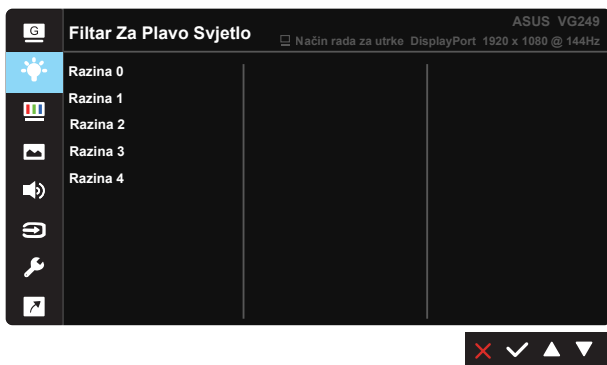 G
Filtar Za Plavo Svjetlo
ASUS VG249
Način rada za utrke DisplayPort 1920 x 1080 @ 144Hz
Razina 0
Razina 1
Razina 2
Razina 3
Razina 4